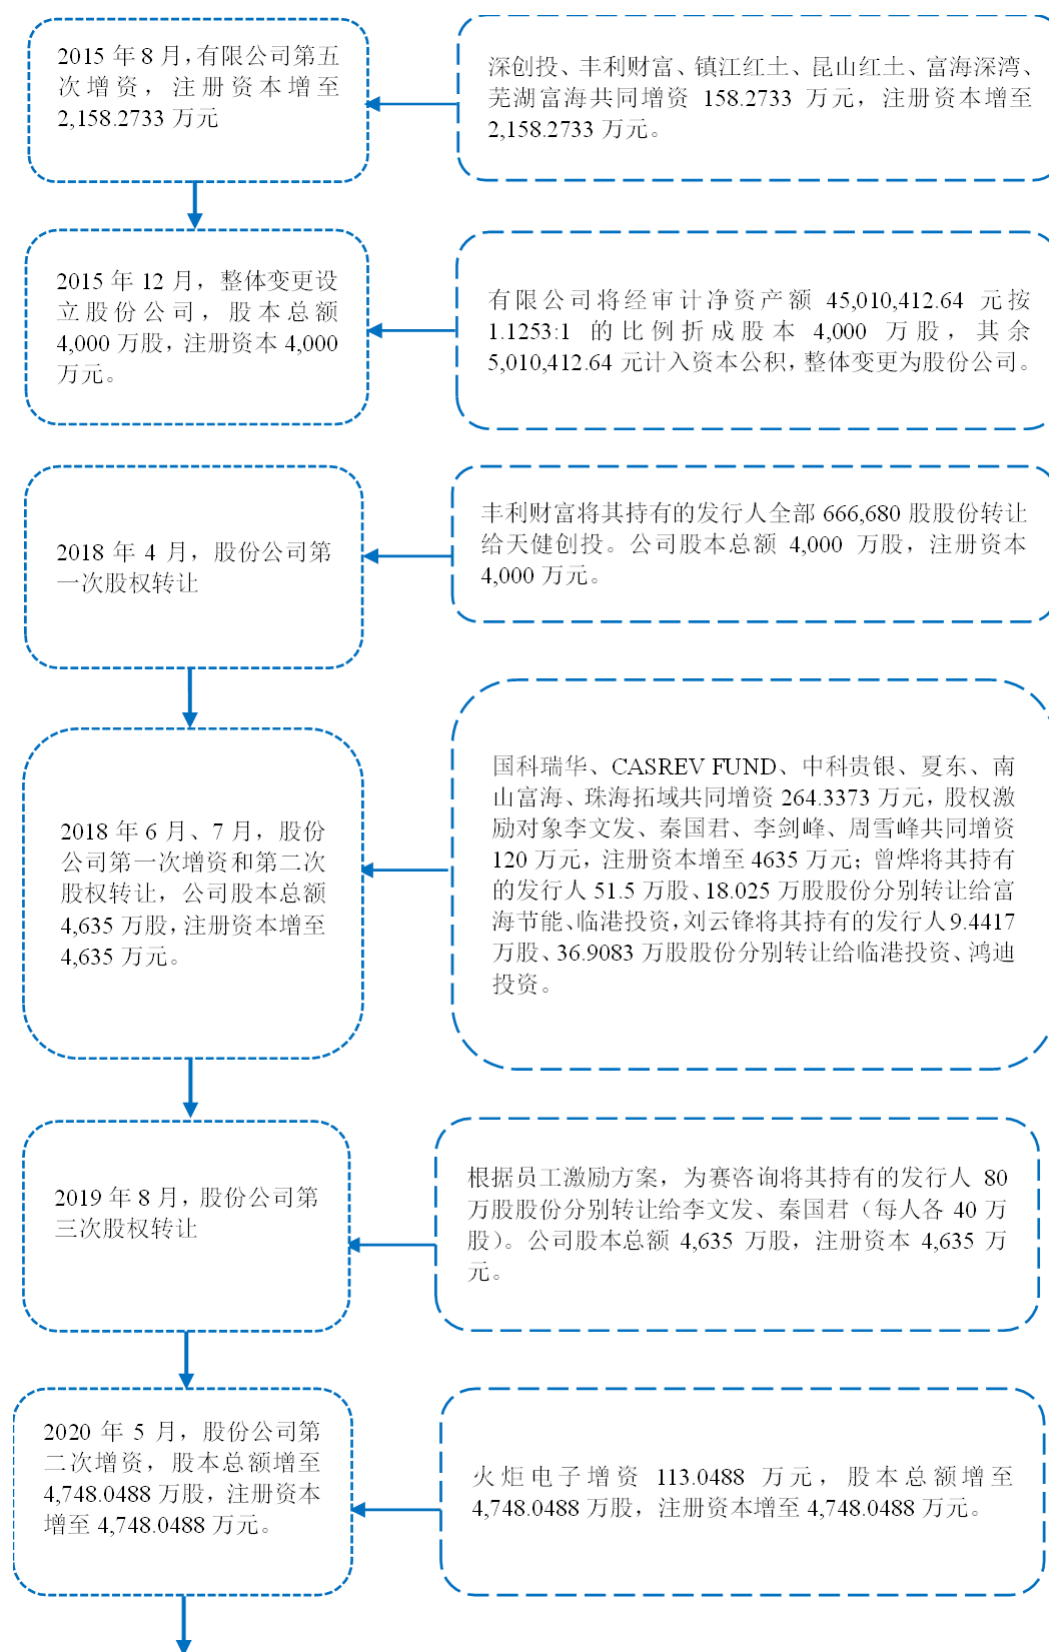 2015 年 8 月，有限公司第五
次增资，注册资本增至
2,158.2733 万元
深创投、丰利财富、镇江红土、昆山红土、富海深湾、
芜湖富海共同增资 158.2733 万元，注册资本增至
2,158.2733 万元。
2015 年 12 月，整体变更设
立股份公司，股本总额
4,000 万股，注册资本 4,000
万元。
有限公司将经审计净资产额 45,010,412.64 元按
1.1253:1 的比例折成股本 4,000 万股，其余
5,010,412.64 元计入资本公积，整体变更为股份公司。
2018 年 4 月，股份公司第
一次股权转让
丰利财富将其持有的发行人全部 666,680 股股份转让
给天健创投。公司股本总额 4,000 万股，注册资本
4,000 万元。
2018 年 6 月、7 月，股份
公司第一次增资和第二次
股权转让，公司股本总额
4,635 万股，注册资本增至
4,635 万元。
国科瑞华、CASREV FUND、中科贵银、夏东、南
山富海、珠海拓域共同增资 264.3373 万元，股权激
励对象李文发、秦国君、李剑峰、周雪峰共同增资
120 万元，注册资本增至 4635 万元；曾烨将其持有
的发行人 51.5 万股、18.025 万股股份分别转让给富
海节能、临港投资，刘云锋将其持有的发行人 9.4417
万股、36.9083 万股股份分别转让给临港投资、鸿迪
投资。
2019 年 8 月，股份公司第
三次股权转让
根据员工激励方案，为赛咨询将其持有的发行人 80
万股股份分别转让给李文发、秦国君（每人各 40 万
股）。公司股本总额 4,635 万股，注册资本 4,635 万
元。
2020 年 5 月，股份公司第
二次增资，股本总额增至
4,748.0488 万股，注册资本
增至 4,748.0488 万元。
火炬电子增资 113.0488 万元，股本总额增至
4,748.0488 万股，注册资本增至 4,748.0488 万元。